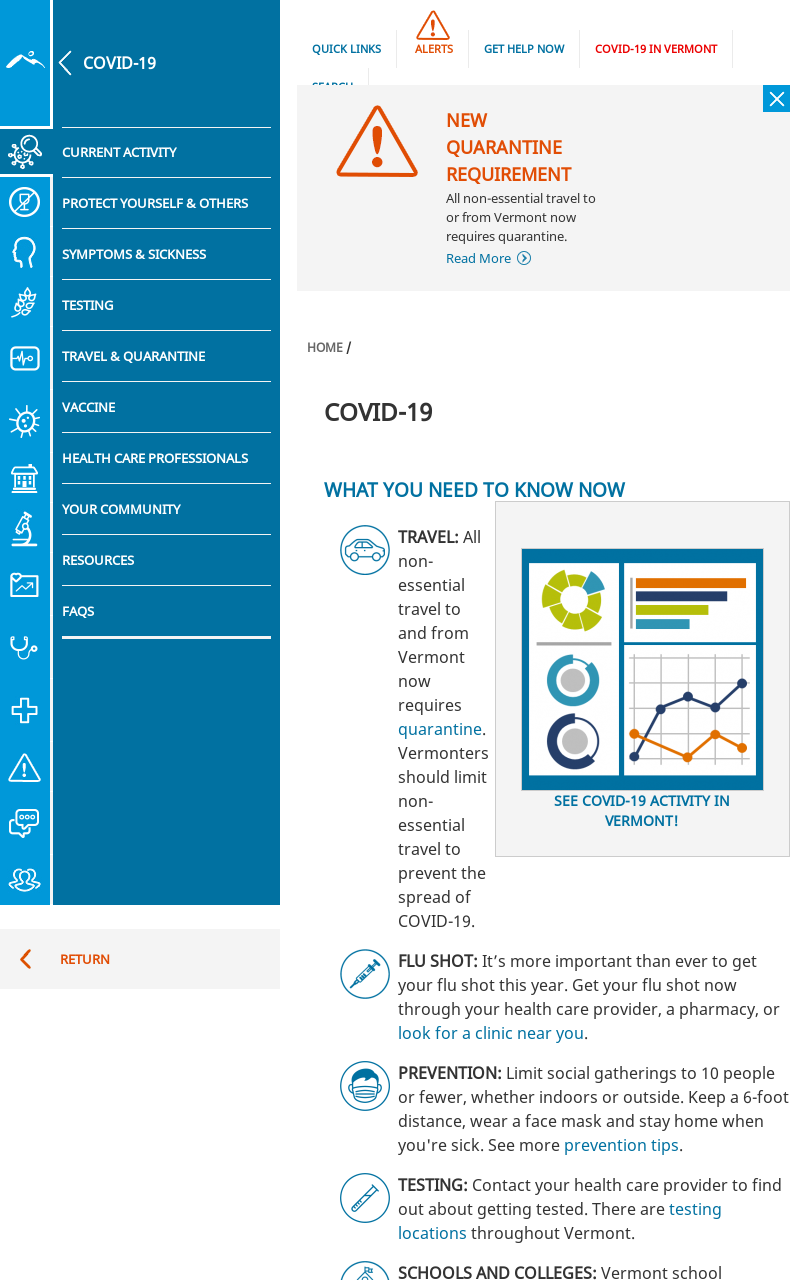 COVID-19
CURRENT ACTIVITY
PROTECT YOURSELF & OTHERS
SYMPTOMS & SICKNESS
TESTING
TRAVEL & QUARANTINE
VACCINE
HEALTH CARE PROFESSIONALS
YOUR COMMUNITY
RESOURCES
FAQS
RETURN
QUICK LINKS
ALERTS
GET HELP NOW
COVID-19 IN VERMONT
SEARCH
NEW
QUARANTINE
REQUIREMENT
All non-essential travel to
or from Vermont now
requires quarantine.
Read More
HOME /
COVID-19
WHAT YOU NEED TO KNOW NOW
TRAVEL: All
non-
essential
travel to
and from
Vermont
now
requires
quarantine.
Vermonters
should limit
non-
essential
travel to
prevent the
spread of
COVID-19.
SEE COVID-19 ACTIVITY IN
VERMONT!
FLU SHOT: It’s more important than ever to get
your flu shot this year. Get your flu shot now
through your health care provider, a pharmacy, or
look for a clinic near you.
PREVENTION: Limit social gatherings to 10 people
or fewer, whether indoors or outside. Keep a 6-foot
distance, wear a face mask and stay home when
you're sick. See more prevention tips.
TESTING: Contact your health care provider to find
out about getting tested. There are testing
locations throughout Vermont.
SCHOOLS AND COLLEGES: Vermont school